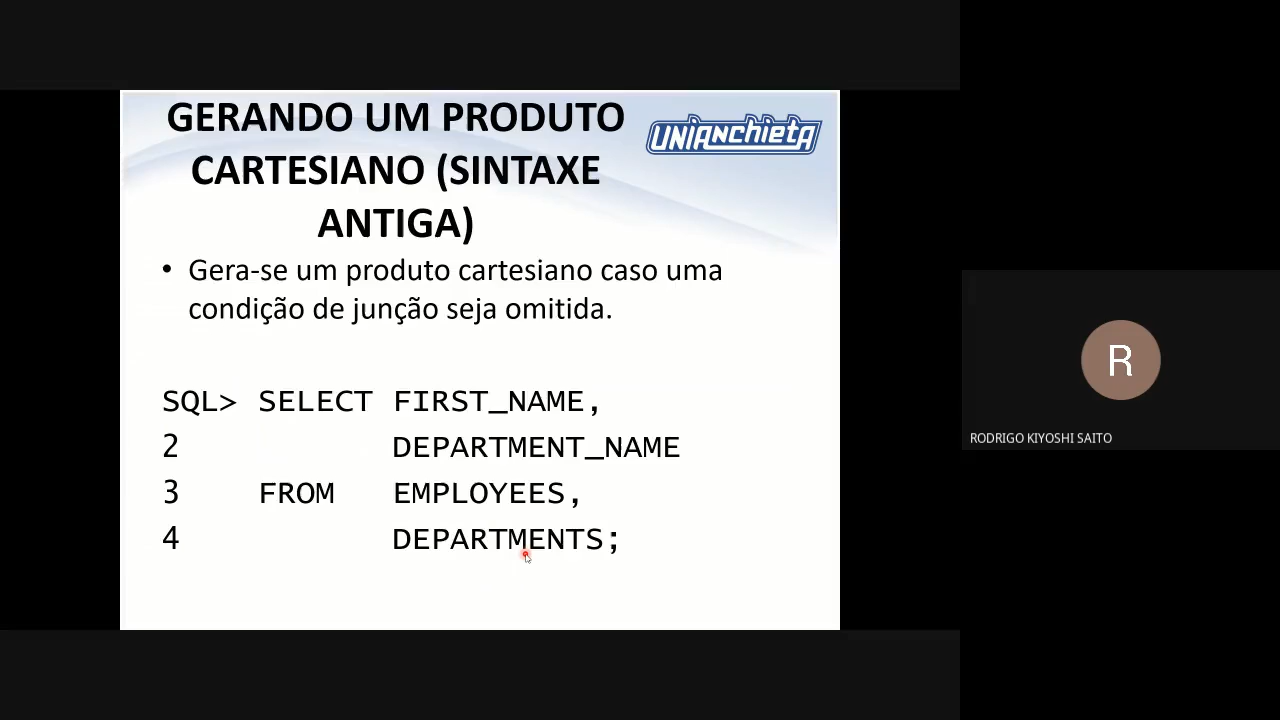 GERANDO UM PRODUTO
CARTESIANO (SINTAXE
ANTIGA)
UNIANCHIETA
• Gera-se um produto cartesiano caso uma
condição de junção seja omitida.
SQL> SELECT FIRST_NAME,
2 DEPARTMENT_NAME
3 FROM EMPLOYEES,
4 DEPARTMENTS;
R
RODRIGO KIYOSHI SAITO